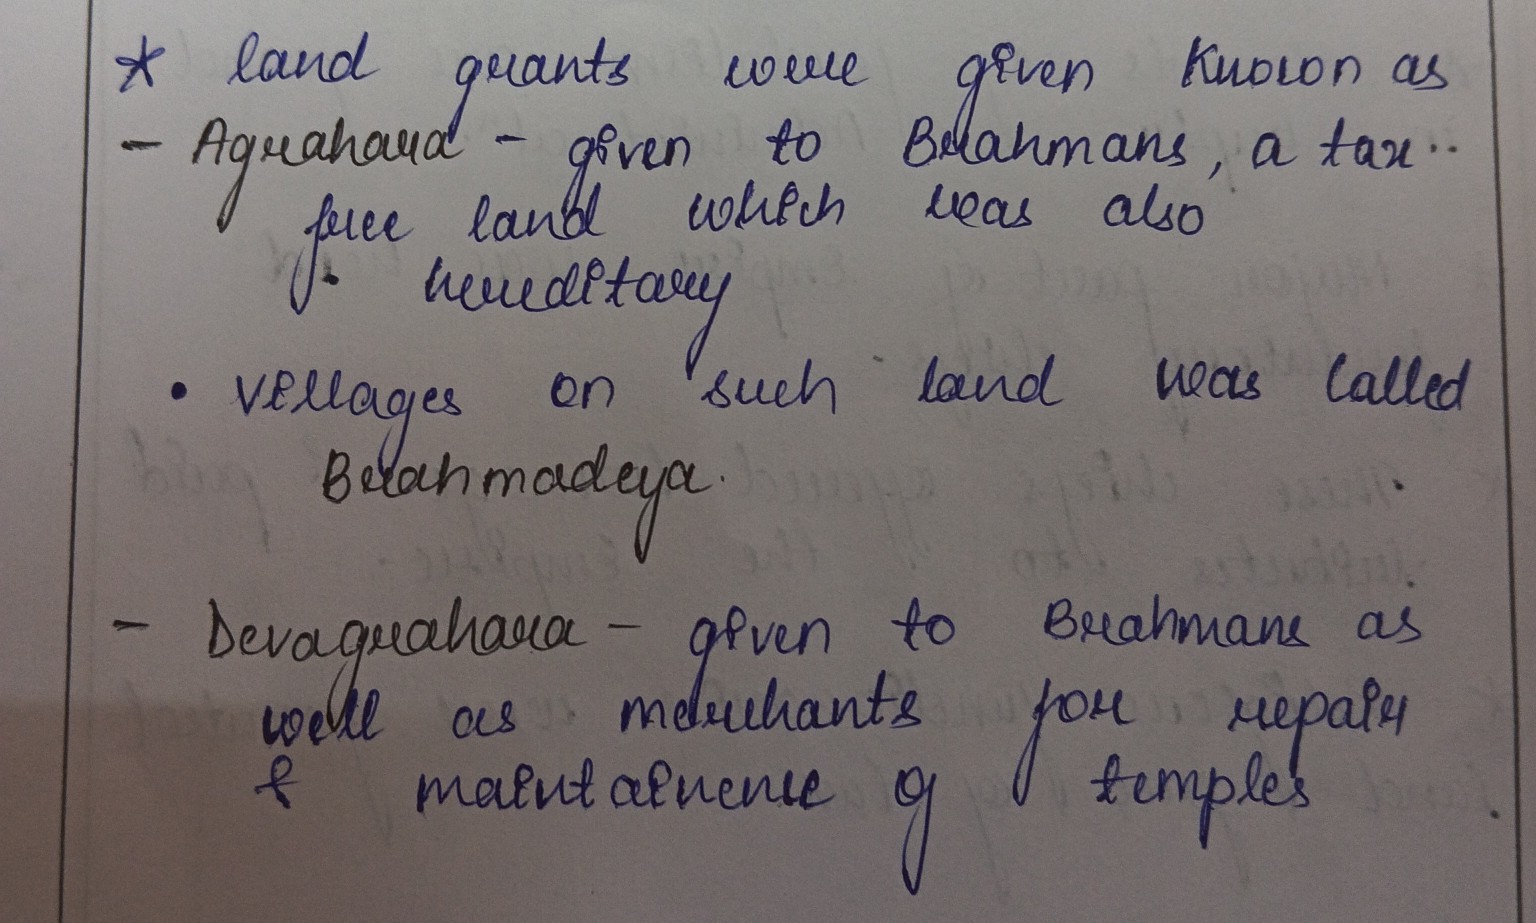 * land grants were given known as
- Agrahara - given to Brahmans, a tax..
free land which was also
hereditary
• villages on such land was called
Brahmadeya.
- Devagrahara - given to Brahmans as
well as merchants for repair
& maintainence of temples